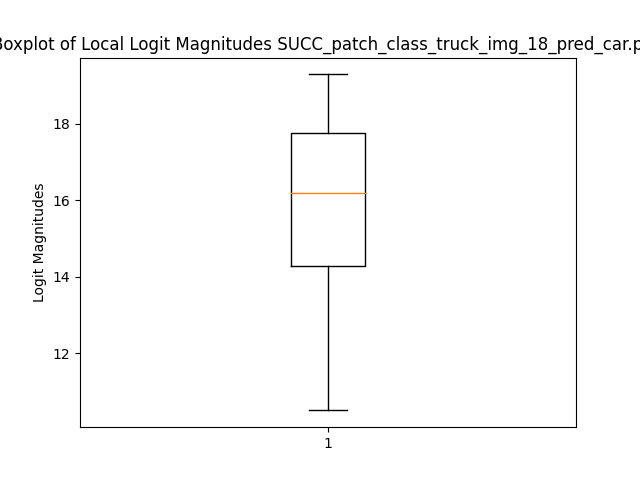 Boxplot of Local Logit Magnitudes SUCC_patch_class_truck_img_18_pred_car.p
18
16
14
12
Logit Magnitudes
1